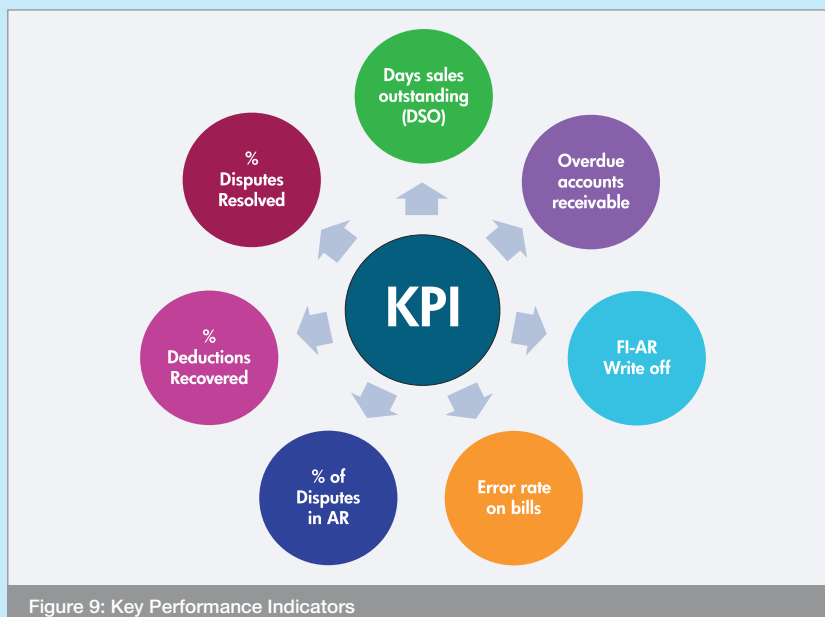 Days sales
outstanding
(DSO)
%
Disputes
Resolved
Overdue
accounts
receivable
KPI
%
Deductions
Recovered
FI-AR
Write off
% of
Disputes
in AR
Error rate
on bills
Figure 9: Key Performance Indicators